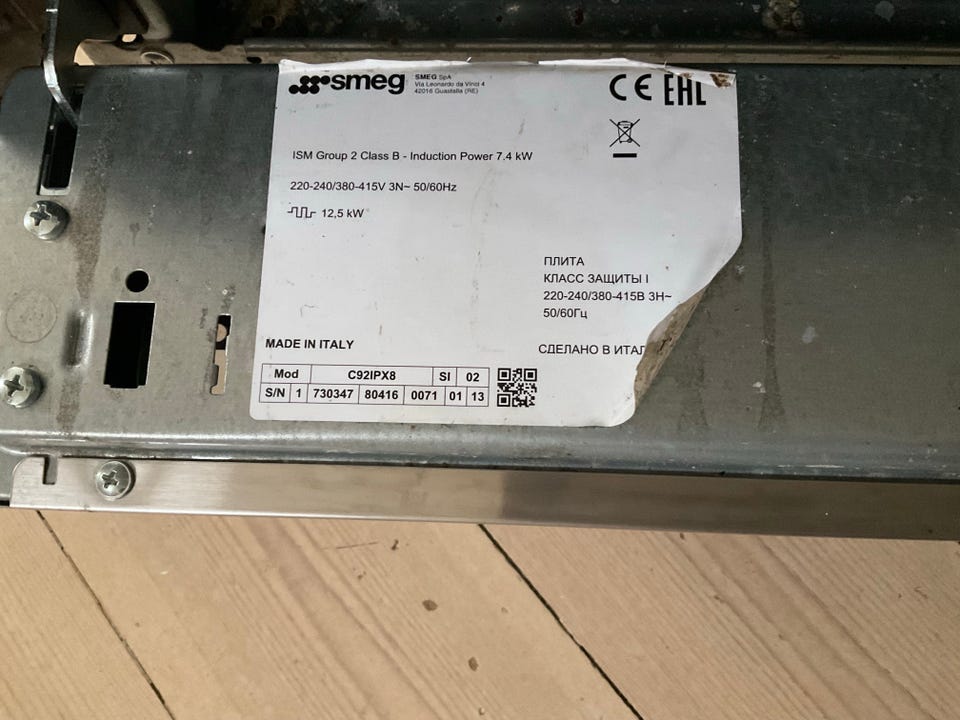 smeg
SMEG SpA
Via Leonardo da Vinci 4
42016 Guastalla (RE)
CE EAC
ISM Group 2 Class B - Induction Power 7.4 kW
220-240/380-415V 3N~ 50/60Hz
12,5 kW
ПЛИТА
КЛАСС ЗАЩИТЫ I
220-240/380-415В 3Н~
50/60Гц
MADE IN ITALY
СДЕЛАНО В ИТАЛ
Mod C92IPX8 SI 02
S/N 1 730347 80416 0071 01 13